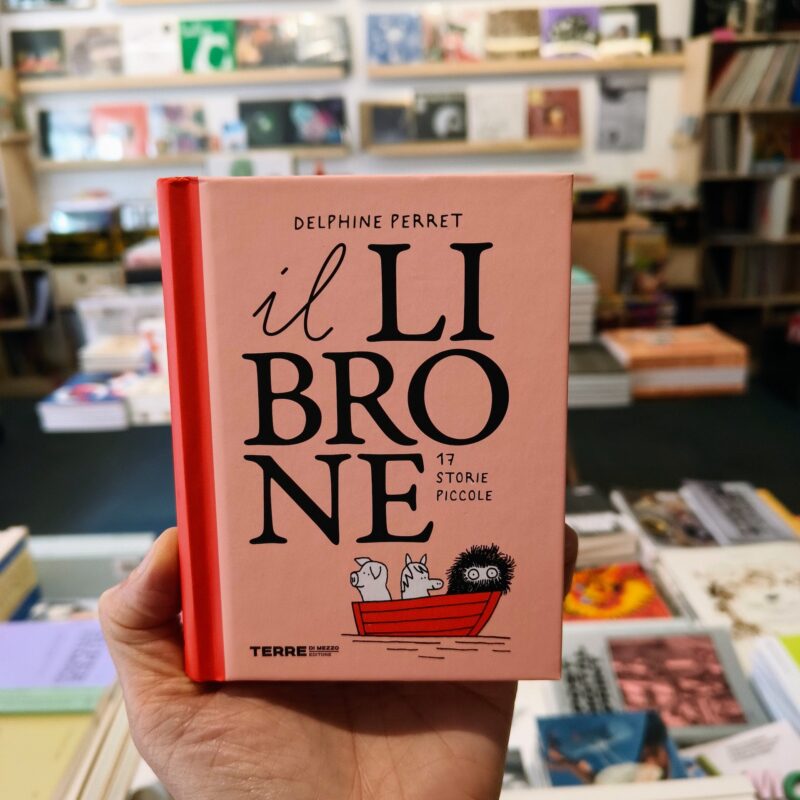 DELPHINE PERRET
il LI
BRO
NE
17
STORIE
PICCOLE
TERRE DI MEZZO
EDITORE